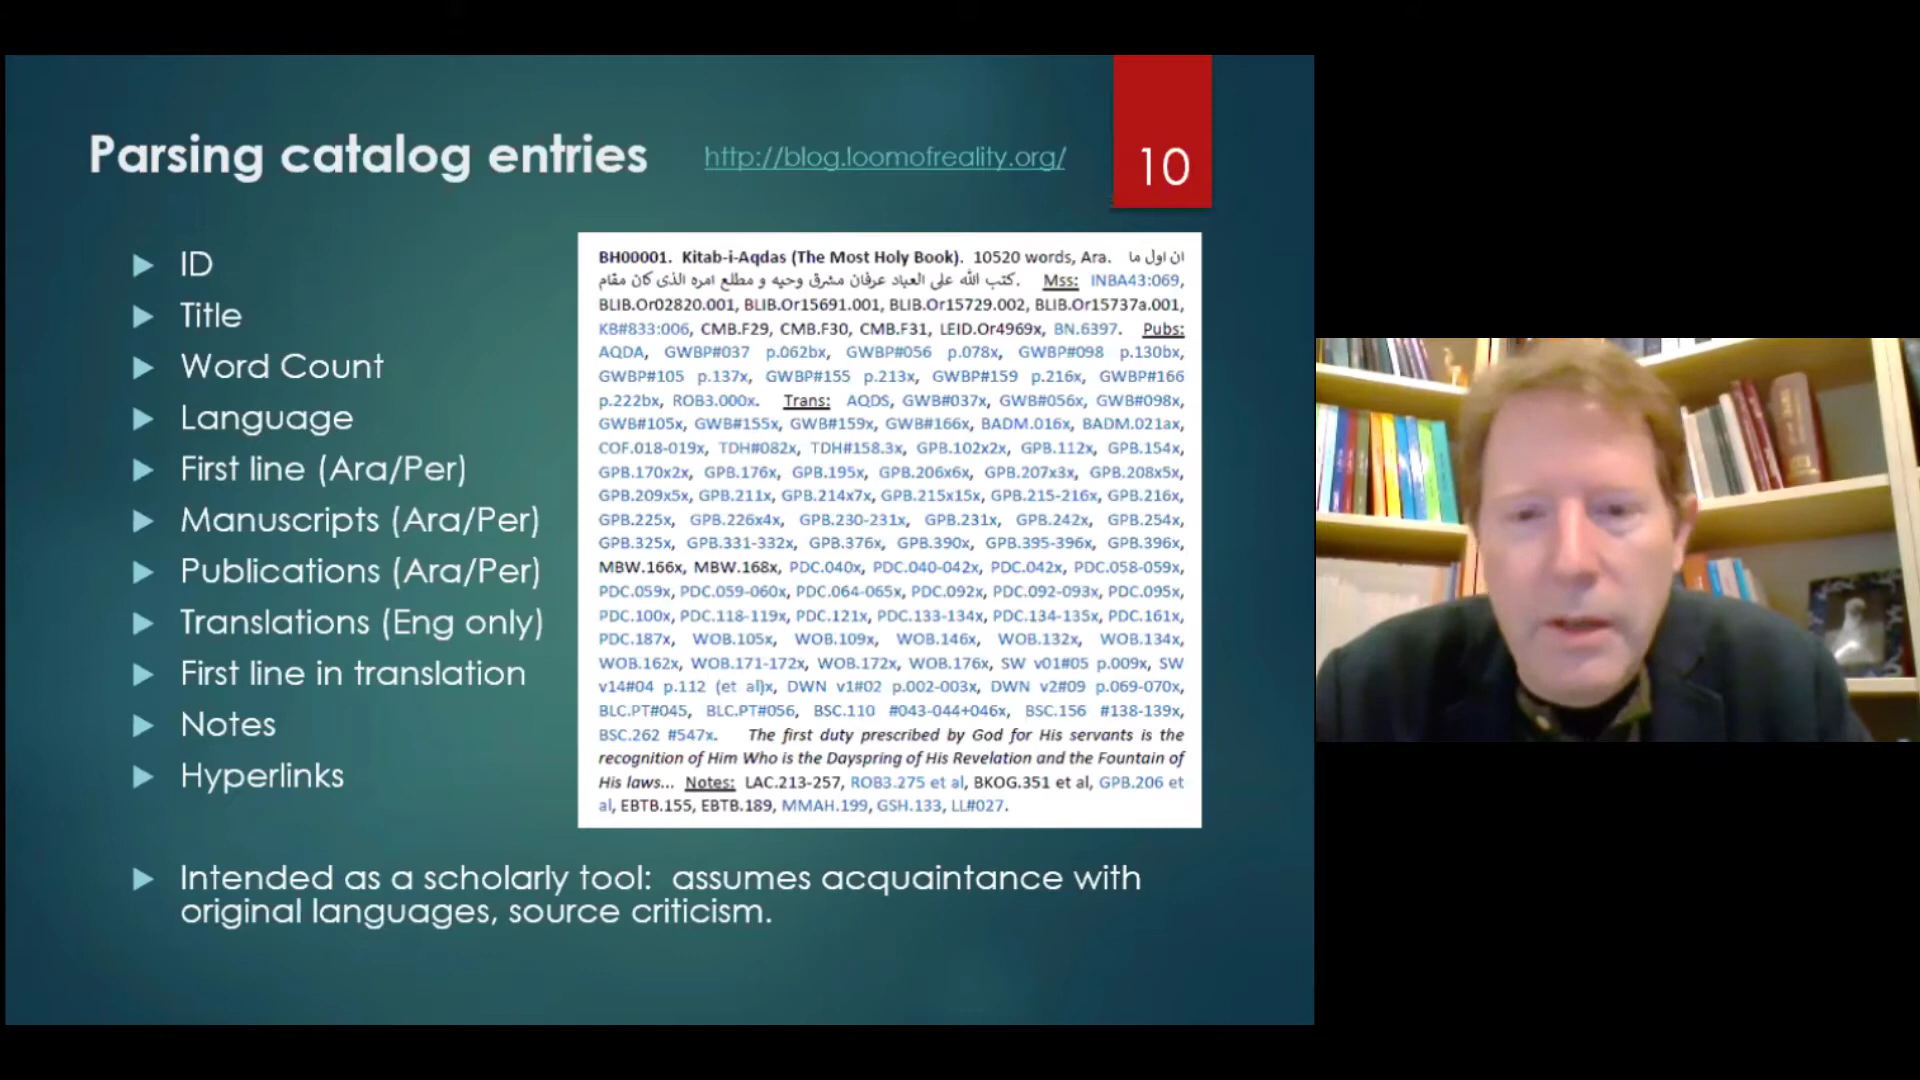 Parsing catalog entries
http://blog.loomofreality.org/
10
ID
Title
Word Count
Language
First line (Ara/Per)
Manuscripts (Ara/Per)
Publications (Ara/Per)
Translations (Eng only)
First line in translation
Notes
Hyperlinks
BH00001. Kitab-i-Aqdas (The Most Holy Book). 10520 words, Ara. ان اول ما
كتب الله على العباد عرفان مشرق وحيه و مطلع امره الذى كان مقام. Mss: INBA43:069,
BLIB.Or02820.001, BLIB.Or15691.001, BLIB.Or15729.002, BLIB.Or15737a.001,
KB#833:006, CMB.F29, CMB.F30, CMB.F31, LEID.Or4969x, BN.6397. Pubs:
AQDA, GWBP#037 p.062bx, GWBP#056 p.078x, GWBP#098 p.130bx,
GWBP#105 p.137x, GWBP#155 p.213x, GWBP#159 p.216x, GWBP#166
p.222bx, ROB3.000x. Trans: AQDS, GWB#037x, GWB#056x, GWB#098x,
GWB#105x, GWB#155x, GWB#159x, GWB#166x, BADM.016x, BADM.021ax,
COF.018-019x, TDH#082x, TDH#158.3x, GPB.102x2x, GPB.112x, GPB.154x,
GPB.170x2x, GPB.176x, GPB.195x, GPB.206x6x, GPB.207x3x, GPB.208x5x,
GPB.209x5x, GPB.211x, GPB.214x7x, GPB.215x15x, GPB.215-216x, GPB.216x,
GPB.225x, GPB.226x4x, GPB.230-231x, GPB.231x, GPB.242x, GPB.254x,
GPB.325x, GPB.331-332x, GPB.376x, GPB.390x, GPB.395-396x, GPB.396x,
MBW.166x, MBW.168x, PDC.040x, PDC.040-042x, PDC.042x, PDC.058-059x,
PDC.059x, PDC.059-060x, PDC.064-065x, PDC.092x, PDC.092-093x, PDC.095x,
PDC.100x, PDC.118-119x, PDC.121x, PDC.133-134x, PDC.134-135x, PDC.161x,
PDC.187x, WOB.105x, WOB.109x, WOB.146x, WOB.132x, WOB.134x,
WOB.162x, WOB.171-172x, WOB.172x, WOB.176x, SW v01#05 p.009x, SW
v14#04 p.112 (et al)x, DWN v1#02 p.002-003x, DWN v2#09 p.069-070x,
BLC.PT#045, BLC.PT#056, BSC.110 #043-044+046x, BSC.156 #138-139x,
BSC.262 #547x. The first duty prescribed by God for His servants is the
recognition of Him Who is the Dayspring of His Revelation and the Fountain of
His laws... Notes: LAC.213-257, ROB3.275 et al, BKOG.351 et al, GPB.206 et
al, EBTB.155, EBTB.189, MMAH.199, GSH.133, LL#027.
Intended as a scholarly tool: assumes acquaintance with
original languages, source criticism.